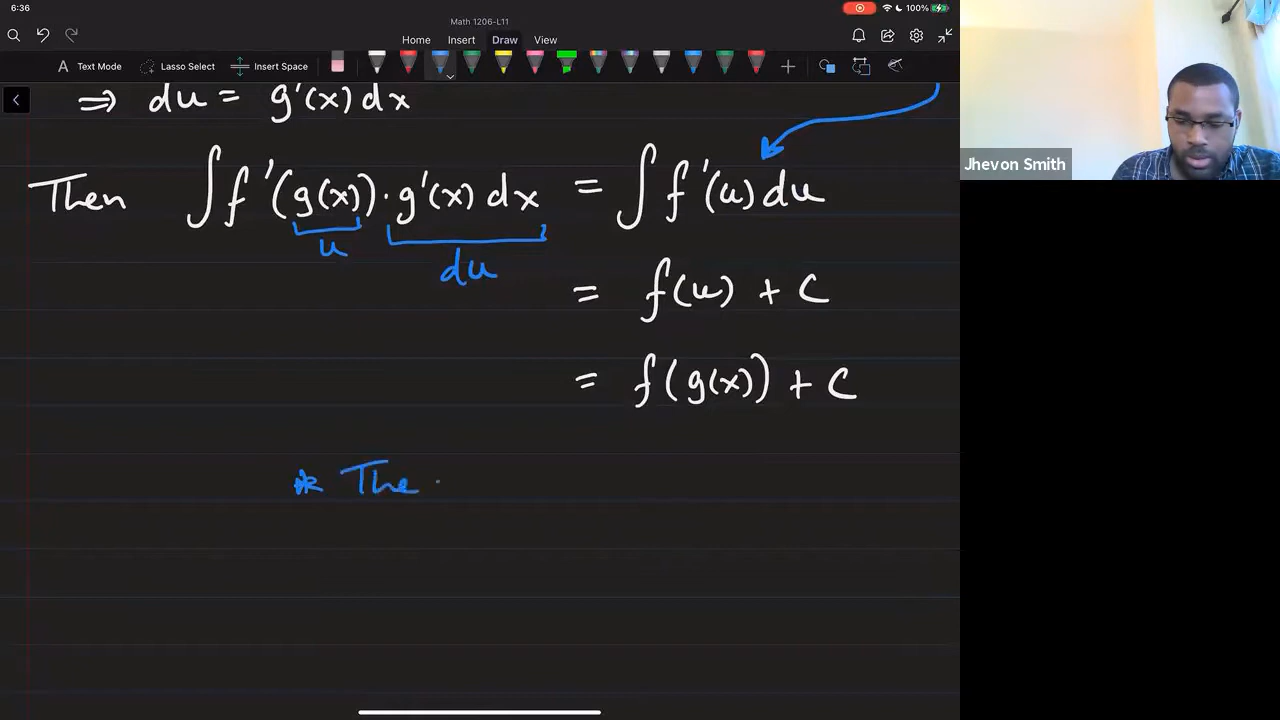 6:36
100%
Math 1206-L11
Home Insert Draw View
Text Mode Lasso Select Insert Space
⇒ du = g'(x) dx
Then ∫ f'(g(x)) · g'(x) dx = ∫ f'(u) du
u
du
= f(u) + C
= f(g(x)) + C
* The
Jhevon Smith